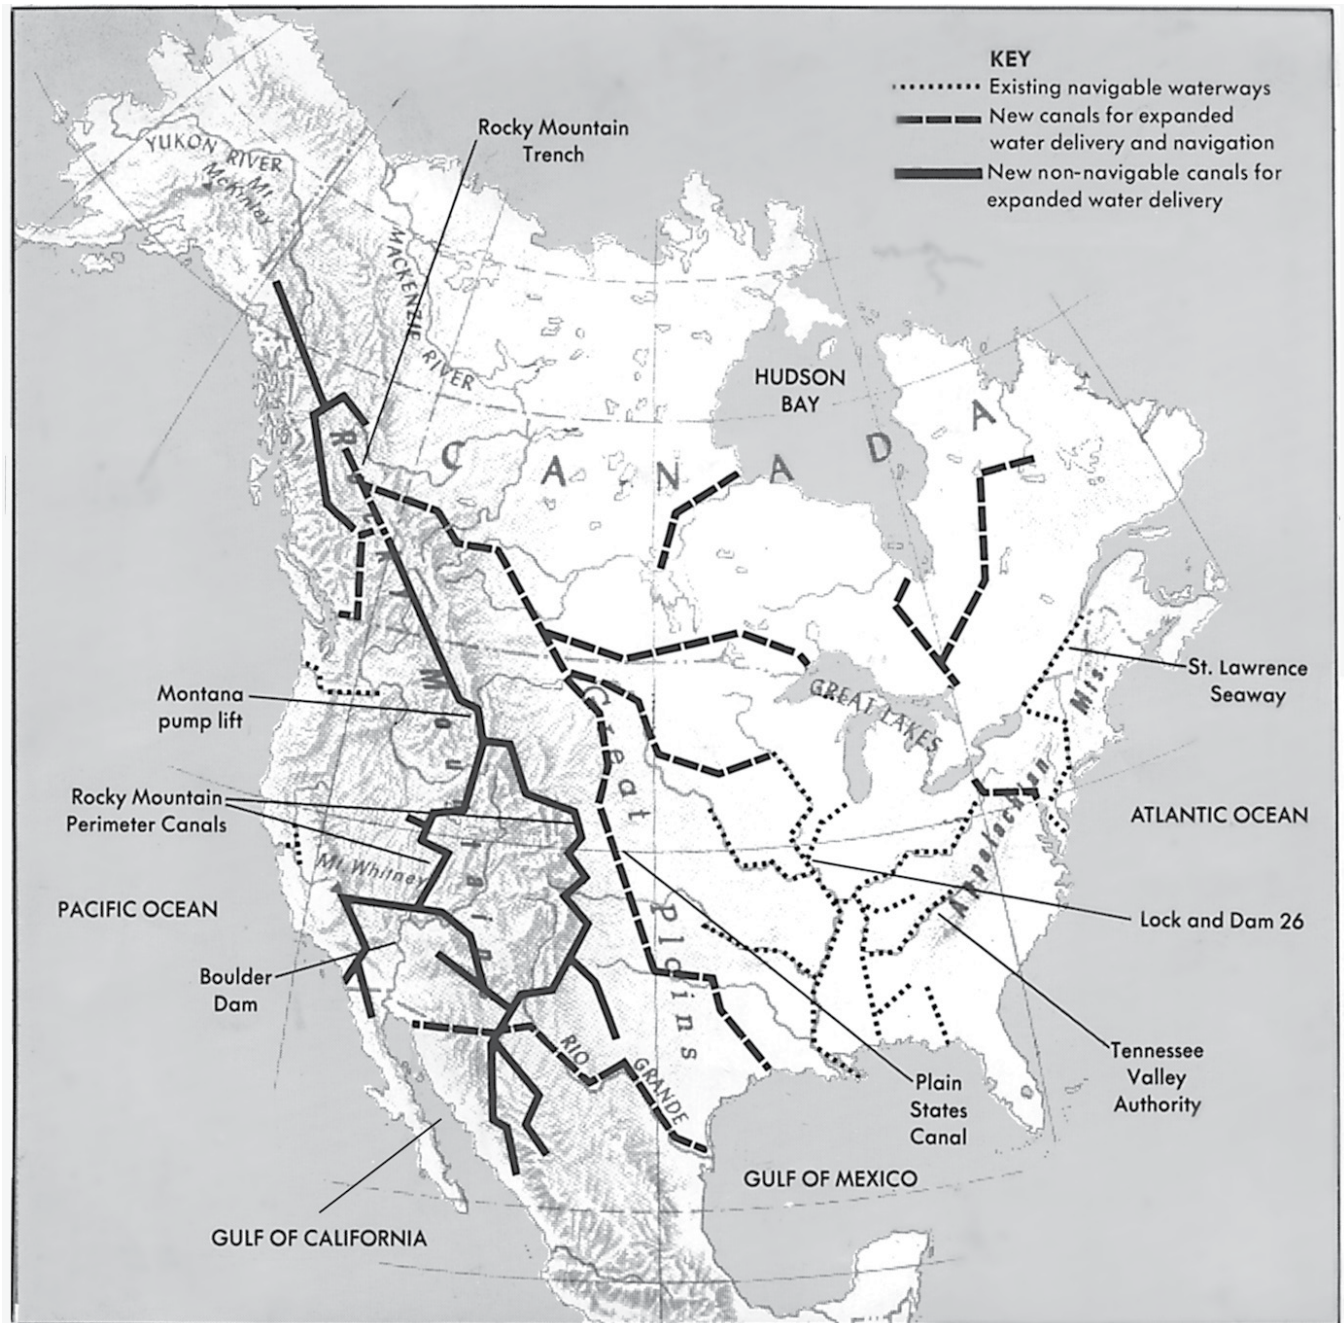 KEY
Existing navigable waterways
New canals for expanded
water delivery and navigation
New non-navigable canals for
expanded water delivery
Rocky Mountain
Trench
YUKON RIVER
Mt.
McKinley
MACKENZIE RIVER
HUDSON
BAY
CANADA
Rocky Mountains
St. Lawrence
Seaway
Montana
pump lift
GREAT LAKES
Great Plains
Appalachian Mts.
Rocky Mountain
Perimeter Canals
ATLANTIC OCEAN
Mt. Whitney
PACIFIC OCEAN
Lock and Dam 26
Boulder
Dam
RIO GRANDE
Tennessee
Valley
Authority
Plain
States
Canal
GULF OF MEXICO
GULF OF CALIFORNIA